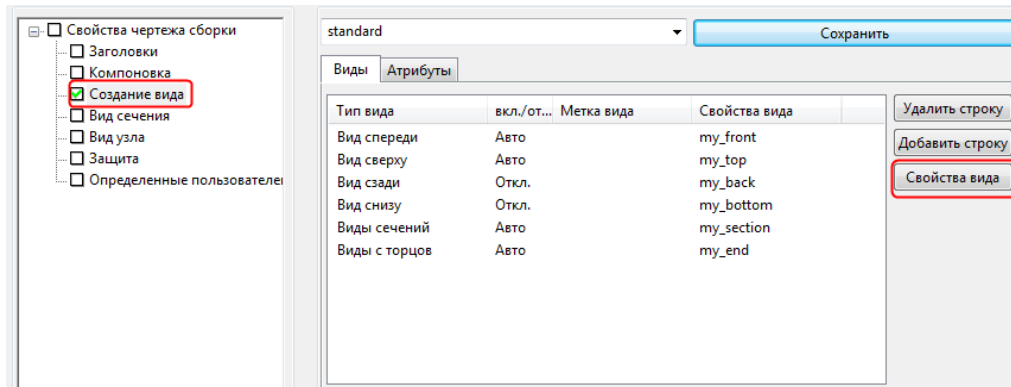 Свойства чертежа сборки
Заголовки
Компоновка
Создание вида
Вид сечения
Вид узла
Защита
Определенные пользователе
standard
Сохранить
Виды Атрибуты
Тип вида вкл./от... Метка вида Свойства вида
Вид спереди Авто my_front
Вид сверху Авто my_top
Вид сзади Откл. my_back
Вид снизу Откл. my_bottom
Виды сечений Авто my_section
Виды с торцов Авто my_end
Удалить строку
Добавить строку
Свойства вида